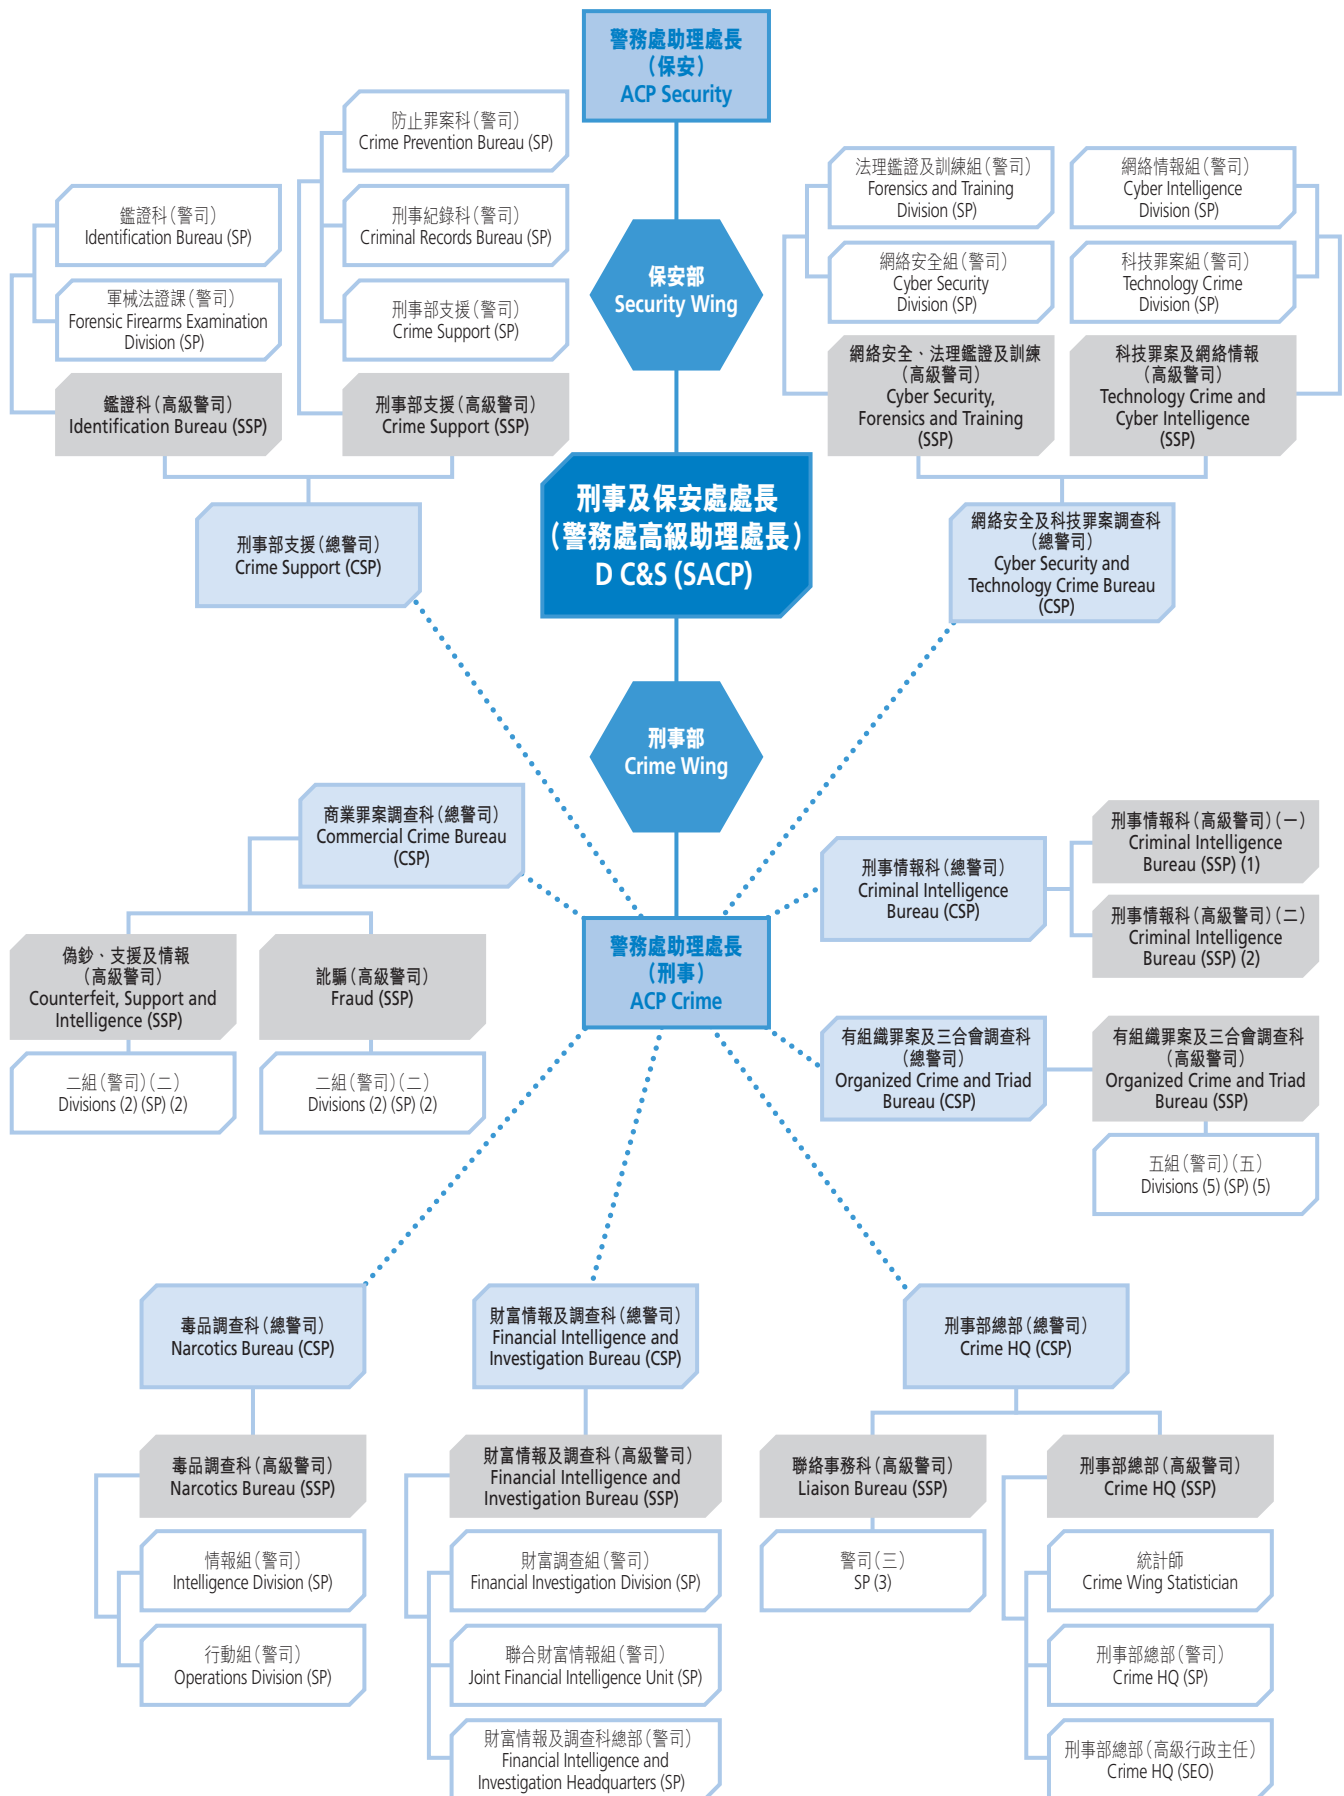 警務處助理處長
（保安）
ACP Security
防止罪案科（警司）
Crime Prevention Bureau (SP)
鑑證科（警司）
Identification Bureau (SP)
刑事紀錄科（警司）
Criminal Records Bureau (SP)
軍械法證課（警司）
Forensic Firearms Examination
Division (SP)
刑事部支援（警司）
Crime Support (SP)
鑑證科（高級警司）
Identification Bureau (SSP)
刑事部支援（高級警司）
Crime Support (SSP)
刑事部支援（總警司）
Crime Support (CSP)
保安部
Security Wing
法理鑑證及訓練組（警司）
Forensics and Training
Division (SP)
網絡情報組（警司）
Cyber Intelligence
Division (SP)
網絡安全組（警司）
Cyber Security
Division (SP)
科技罪案組（警司）
Technology Crime
Division (SP)
網絡安全、法理鑑證及訓練
（高級警司）
Cyber Security,
Forensics and Training
(SSP)
科技罪案及網絡情報
（高級警司）
Technology Crime and
Cyber Intelligence
(SSP)
網絡安全及科技罪案調查科
（總警司）
Cyber Security and
Technology Crime Bureau
(CSP)
刑事及保安處處長
（警務處高級助理處長）
D C&S (SACP)
刑事部
Crime Wing
商業罪案調查科（總警司）
Commercial Crime Bureau
(CSP)
偽鈔、支援及情報
（高級警司）
Counterfeit, Support and
Intelligence (SSP)
訛騙（高級警司）
Fraud (SSP)
二組（警司）（二）
Divisions (2) (SP) (2)
二組（警司）（二）
Divisions (2) (SP) (2)
警務處助理處長
（刑事）
ACP Crime
刑事情報科（總警司）
Criminal Intelligence
Bureau (CSP)
刑事情報科（高級警司）（一）
Criminal Intelligence
Bureau (SSP) (1)
刑事情報科（高級警司）（二）
Criminal Intelligence
Bureau (SSP) (2)
有組織罪案及三合會調查科
（總警司）
Organized Crime and Triad
Bureau (CSP)
有組織罪案及三合會調查科
（高級警司）
Organized Crime and Triad
Bureau (SSP)
五組（警司）（五）
Divisions (5) (SP) (5)
毒品調查科（總警司）
Narcotics Bureau (CSP)
毒品調查科（高級警司）
Narcotics Bureau (SSP)
情報組（警司）
Intelligence Division (SP)
行動組（警司）
Operations Division (SP)
財富情報及調查科（總警司）
Financial Intelligence and
Investigation Bureau (CSP)
財富情報及調查科（高級警司）
Financial Intelligence and
Investigation Bureau (SSP)
財富調查組（警司）
Financial Investigation Division (SP)
聯合財富情報組（警司）
Joint Financial Intelligence Unit (SP)
財富情報及調查科總部（警司）
Financial Intelligence and
Investigation Headquarters (SP)
刑事部總部（總警司）
Crime HQ (CSP)
聯絡事務科（高級警司）
Liaison Bureau (SSP)
警司（三）
SP (3)
刑事部總部（高級警司）
Crime HQ (SSP)
統計師
Crime Wing Statistician
刑事部總部（警司）
Crime HQ (SP)
刑事部總部（高級行政主任）
Crime HQ (SEO)